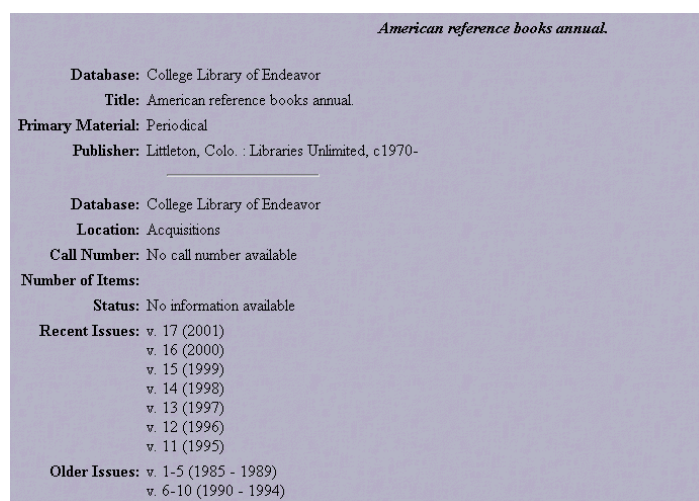 American reference books annual.
Database: College Library of Endeavor
Title: American reference books annual.
Primary Material: Periodical
Publisher: Littleton, Colo. : Libraries Unlimited, c1970-
Database: College Library of Endeavor
Location: Acquisitions
Call Number: No call number available
Number of Items:
Status: No information available
Recent Issues: v. 17 (2001)
v. 16 (2000)
v. 15 (1999)
v. 14 (1998)
v. 13 (1997)
v. 12 (1996)
v. 11 (1995)
Older Issues: v. 1-5 (1985 - 1989)
v. 6-10 (1990 - 1994)